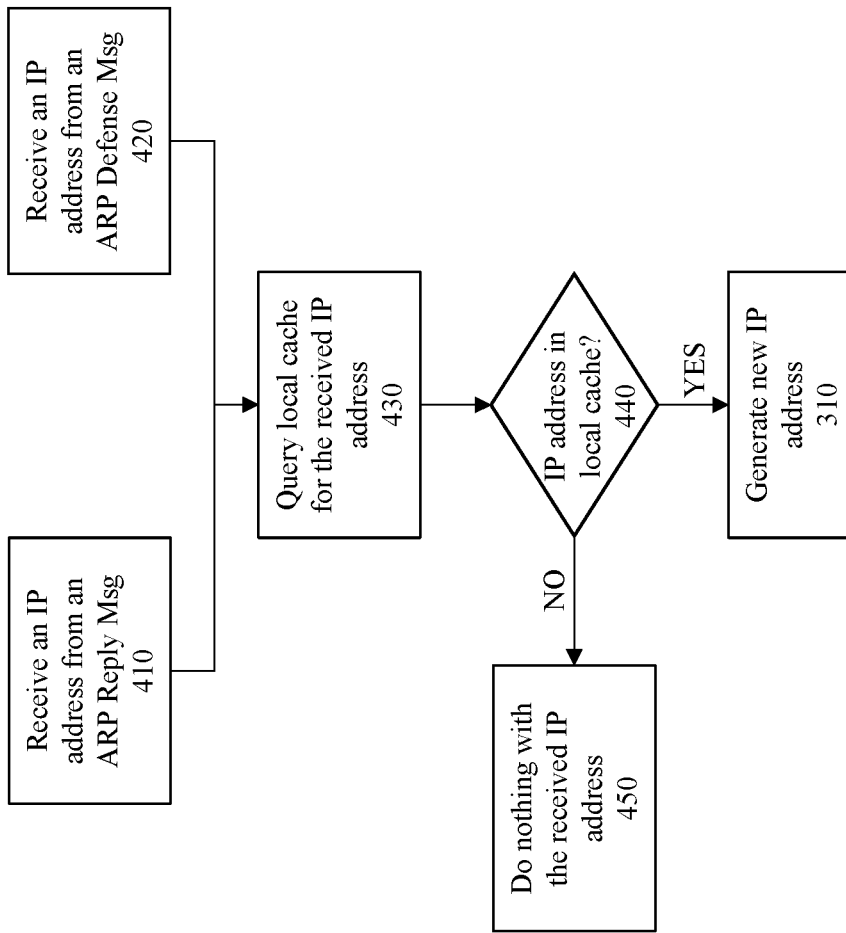 Receive an IP
address from an
ARP Reply Msg
410
Receive an IP
address from an
ARP Defense Msg
420
Query local cache
for the received IP
address
430
IP address in
local cache?
440
NO
YES
Do nothing with
the received IP
address
450
Generate new IP
address
310